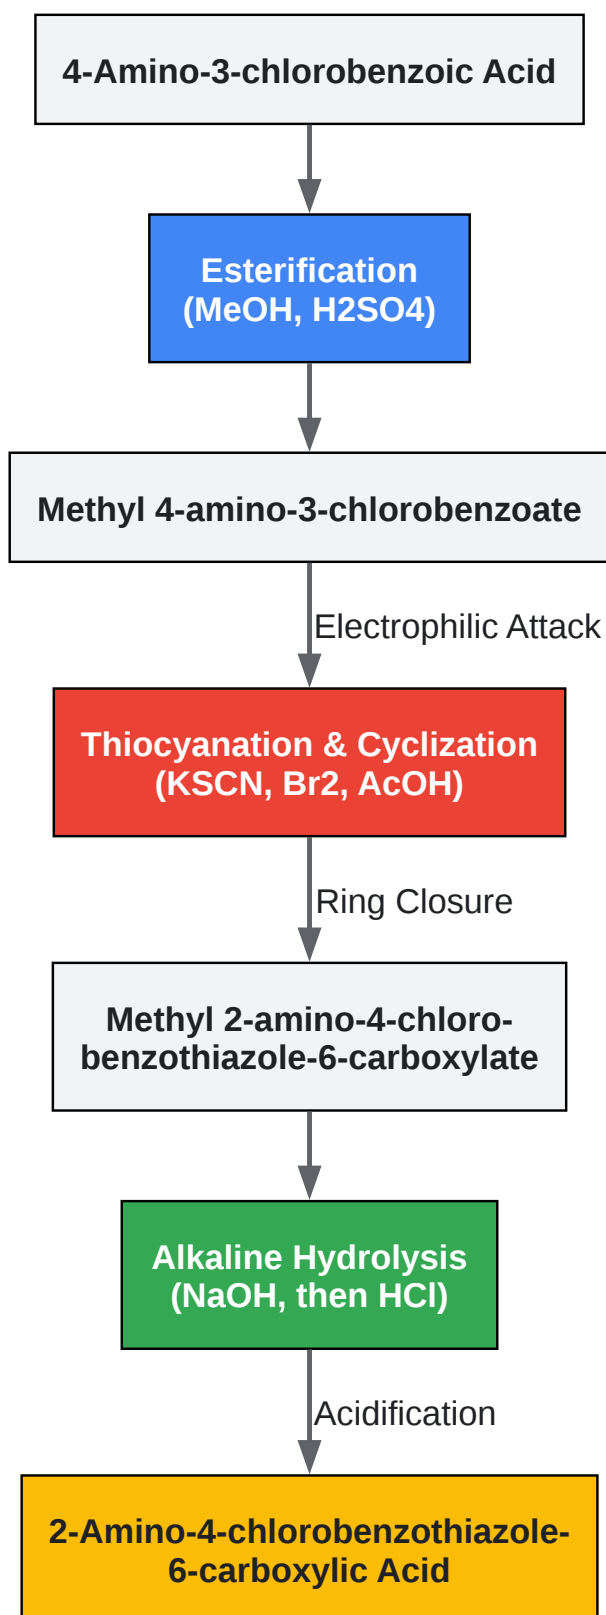 4-Amino-3-chlorobenzoic Acid
Esterification
(MeOH, H2SO4)
Methyl 4-amino-3-chlorobenzoate
Electrophilic Attack
Thiocyanation & Cyclization
(KSCN, Br2, AcOH)
Ring Closure
Methyl 2-amino-4-chloro-
benzothiazole-6-carboxylate
Alkaline Hydrolysis
(NaOH, then HCl)
Acidification
2-Amino-4-chlorobenzothiazole-
6-carboxylic Acid